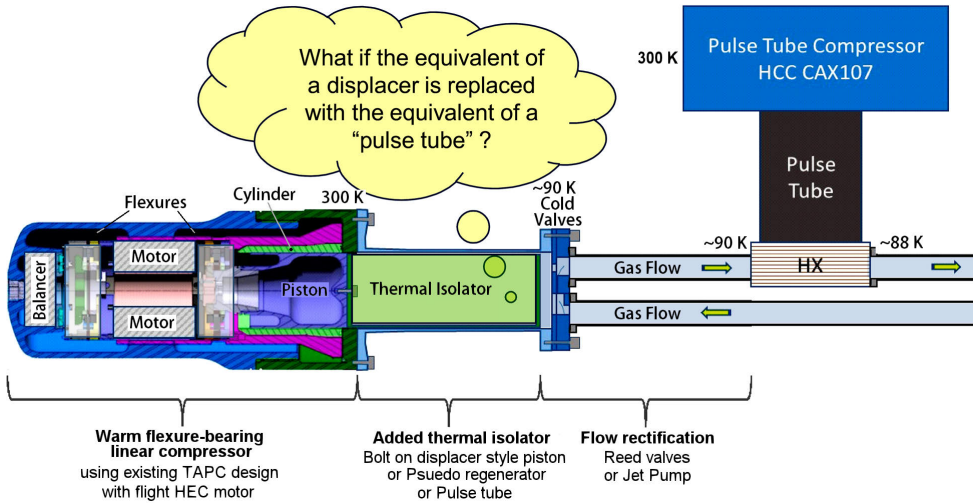 What if the equivalent of
a displacer is replaced
with the equivalent of a
“pulse tube” ?
300 K
Pulse Tube Compressor
HCC CAX107
Pulse
Tube
~90 K
Cold
Valves
300 K
Cylinder
Flexures
Balancer
Motor
Motor
Piston
Thermal Isolator
Gas Flow
Gas Flow
~90 K
HX
~88 K
Warm flexure-bearing
linear compressor
using existing TAPC design
with flight HEC motor
Added thermal isolator
Bolt on displacer style piston
or Psuedo regenerator
or Pulse tube
Flow rectification
Reed valves
or Jet Pump